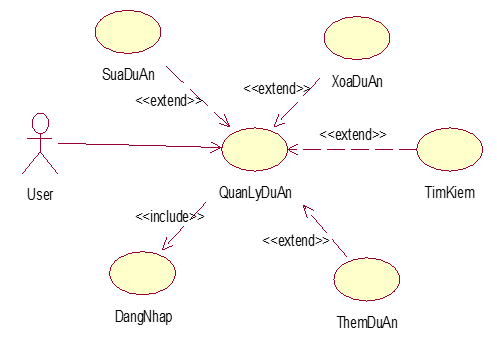 SuaDuAn
XoaDuAn
<<extend>>
<<extend>>
<<extend>>
User
QuanLyDuAn
TimKiem
<<include>>
<<extend>>
DangNhap
ThemDuAn